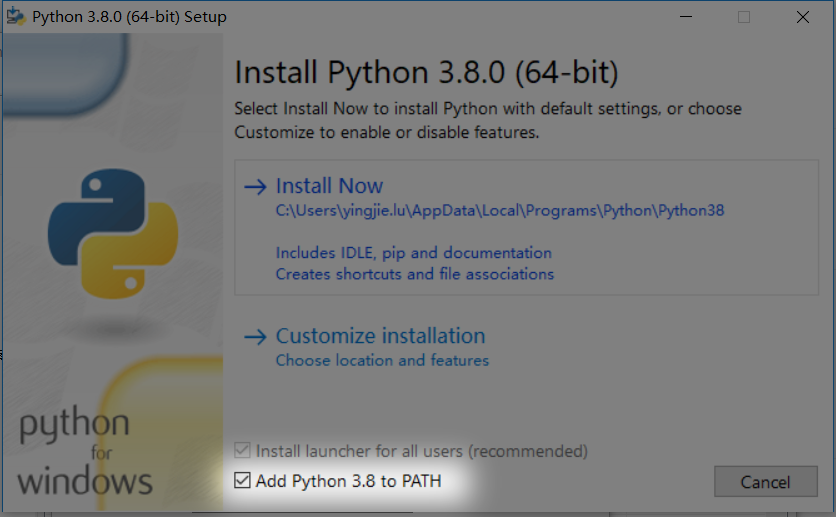 Python 3.8.0 (64-bit) Setup
Install Python 3.8.0 (64-bit)
Select Install Now to install Python with default settings, or choose
Customize to enable or disable features.
Install Now
C:\Users\yingjie.lu\AppData\Local\Programs\Python\Python38
Includes IDLE, pip and documentation
Creates shortcuts and file associations
Customize installation
Choose location and features
python
for
windows
Install launcher for all users (recommended)
Add Python 3.8 to PATH
Cancel